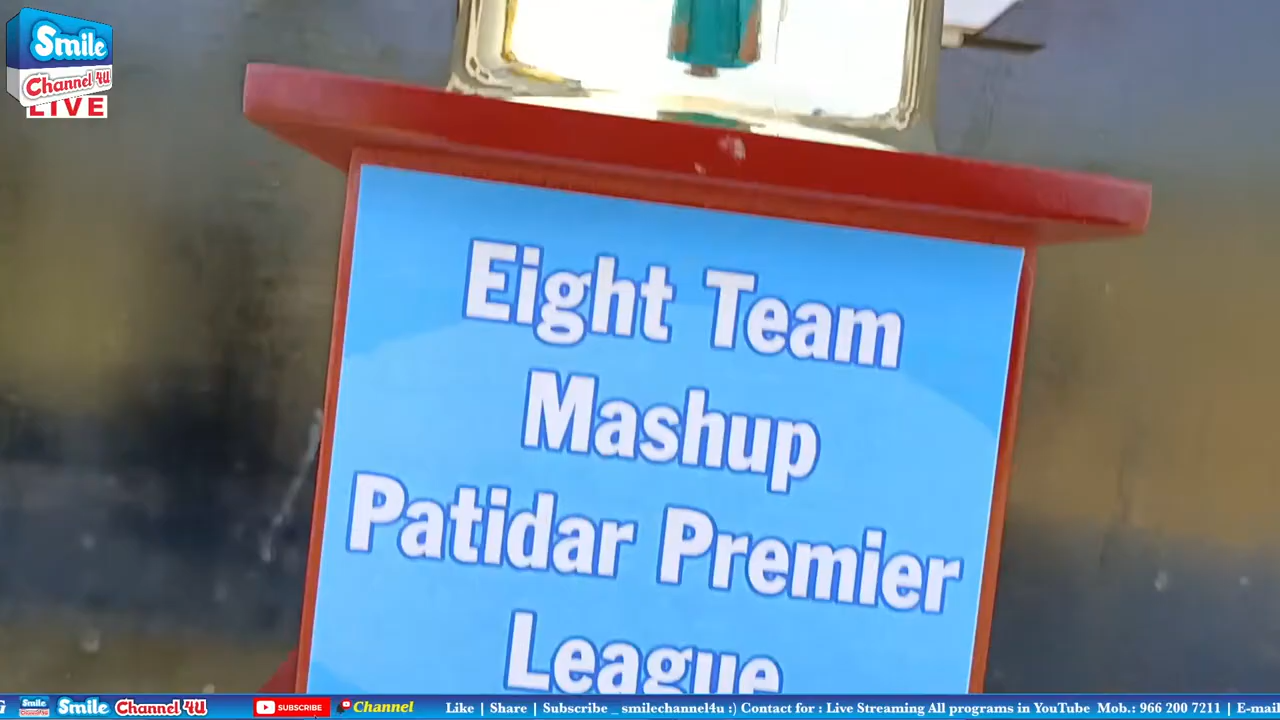 Smile
Channel 4U
LIVE
Eight Team
Mashup
Patidar Premier
League
Smile Channel 4U SUBSCRIBE Channel Like | Share | Subscribe _ smilechannel4u :) Contact for : Live Streaming All programs in YouTube Mob.: 966 200 7211 | E-mail